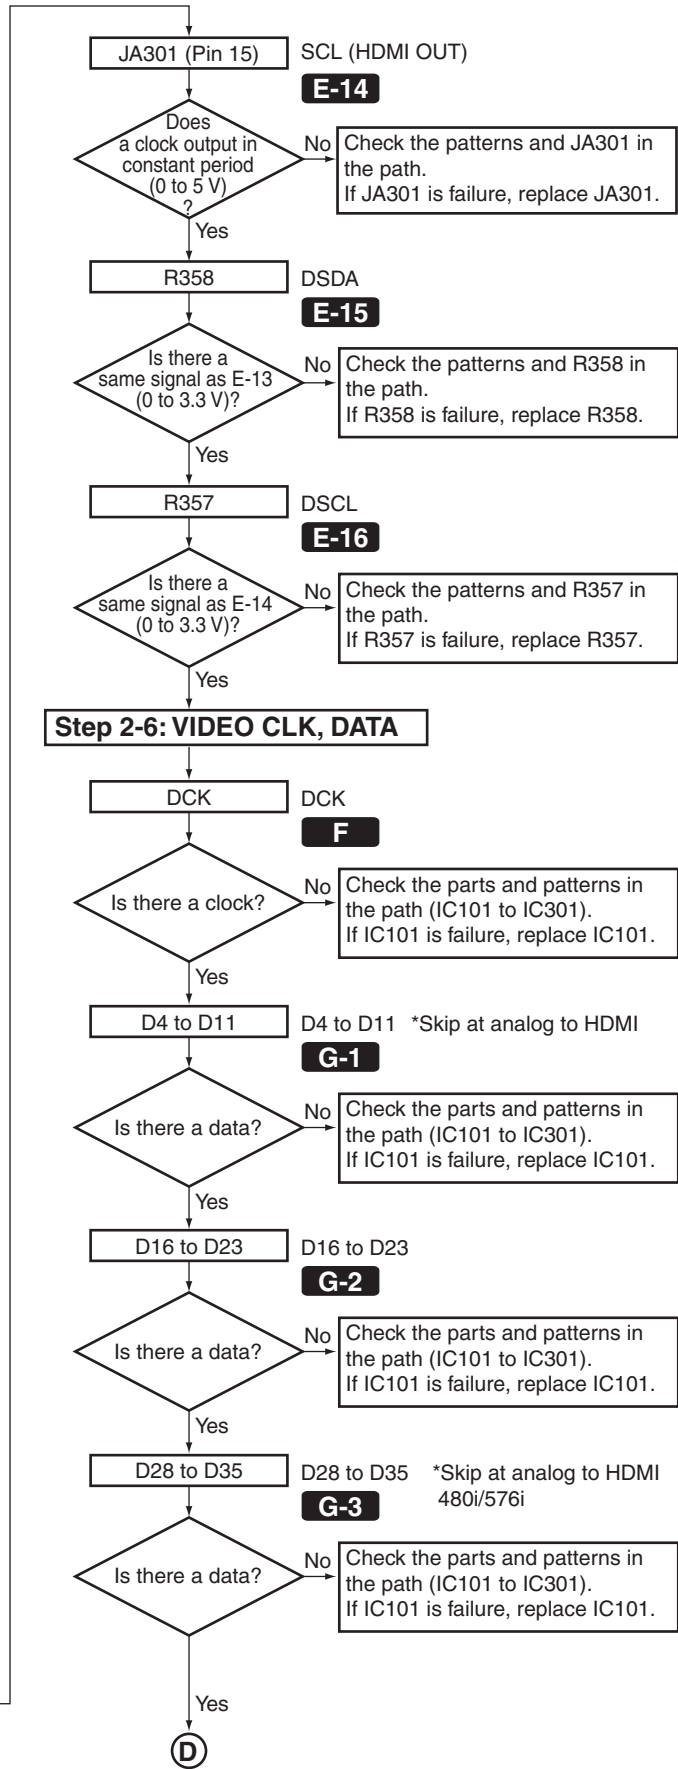 JA301 (Pin 15)
SCL (HDMI OUT)
E-14
Does
a clock output in
constant period
(0 to 5 V)
?
No
Check the patterns and JA301 in
the path.
If JA301 is failure, replace JA301.
Yes
R358
DSDA
E-15
Is there a
same signal as E-13
(0 to 3.3 V)?
No
Check the patterns and R358 in
the path.
If R358 is failure, replace R358.
Yes
R357
DSCL
E-16
Is there a
same signal as E-14
(0 to 3.3 V)?
No
Check the patterns and R357 in
the path.
If R357 is failure, replace R357.
Yes
Step 2-6: VIDEO CLK, DATA
DCK
DCK
F
Is there a clock?
No
Check the parts and patterns in
the path (IC101 to IC301).
If IC101 is failure, replace IC101.
Yes
D4 to D11
D4 to D11 *Skip at analog to HDMI
G-1
Is there a data?
No
Check the parts and patterns in
the path (IC101 to IC301).
If IC101 is failure, replace IC101.
Yes
D16 to D23
D16 to D23
G-2
Is there a data?
No
Check the parts and patterns in
the path (IC101 to IC301).
If IC101 is failure, replace IC101.
Yes
D28 to D35
D28 to D35 *Skip at analog to HDMI
480i/576i
G-3
Is there a data?
No
Check the parts and patterns in
the path (IC101 to IC301).
If IC101 is failure, replace IC101.
Yes
D